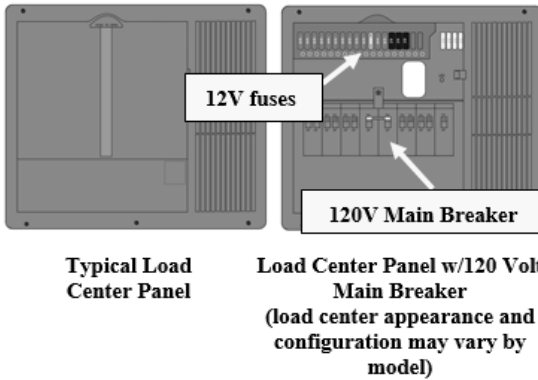 12V fuses
120V Main Breaker
Typical Load
Center Panel
Load Center Panel w/120 Volt
Main Breaker
(load center appearance and
configuration may vary by
model)